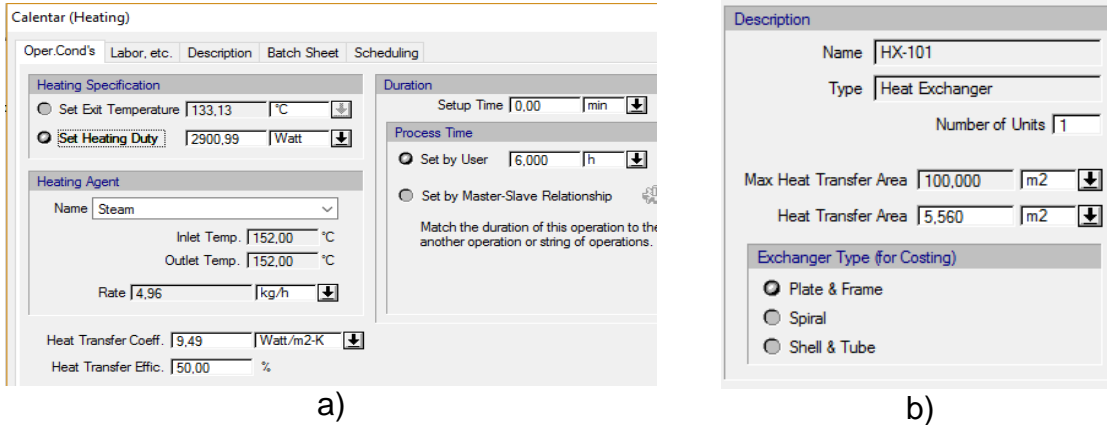 Calentar (Heating)
Oper.Cond's Labor, etc. Description Batch Sheet Scheduling
Heating Specification
Set Exit Temperature 133,13 °C
Set Heating Duty 2900,99 Watt
Heating Agent
Name Steam
Inlet Temp. 152,00 °C
Outlet Temp. 152,00 °C
Rate 4,96 kg/h
Heat Transfer Coeff. 9,49 Watt/m2-K
Heat Transfer Effic. 50,00 %
Duration
Setup Time 0,00 min
Process Time
Set by User 6,000 h
Set by Master-Slave Relationship
Match the duration of this operation to the
another operation or string of operations.
a)
Description
Name HX-101
Type Heat Exchanger
Number of Units 1
Max Heat Transfer Area 100,000 m2
Heat Transfer Area 5,560 m2
Exchanger Type (for Costing)
Plate & Frame
Spiral
Shell & Tube
b)